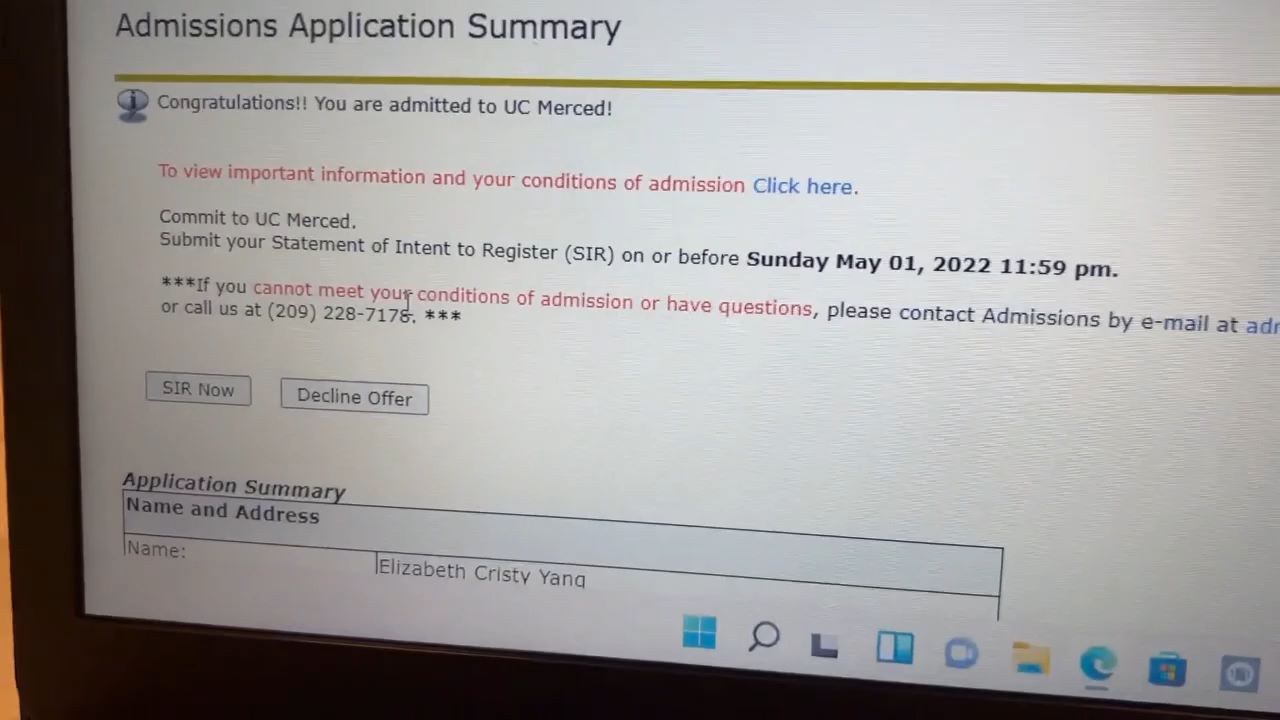 Admissions Application Summary
Congratulations!! You are admitted to UC Merced!
To view important information and your conditions of admission Click here.
Commit to UC Merced.
Submit your Statement of Intent to Register (SIR) on or before Sunday May 01, 2022 11:59 pm.
***If you cannot meet your conditions of admission or have questions, please contact Admissions by e-mail at
or call us at (209) 228-7178. ***
SIR Now
Decline Offer
Application Summary
Name and Address
Name:
Elizabeth Cristy Yang